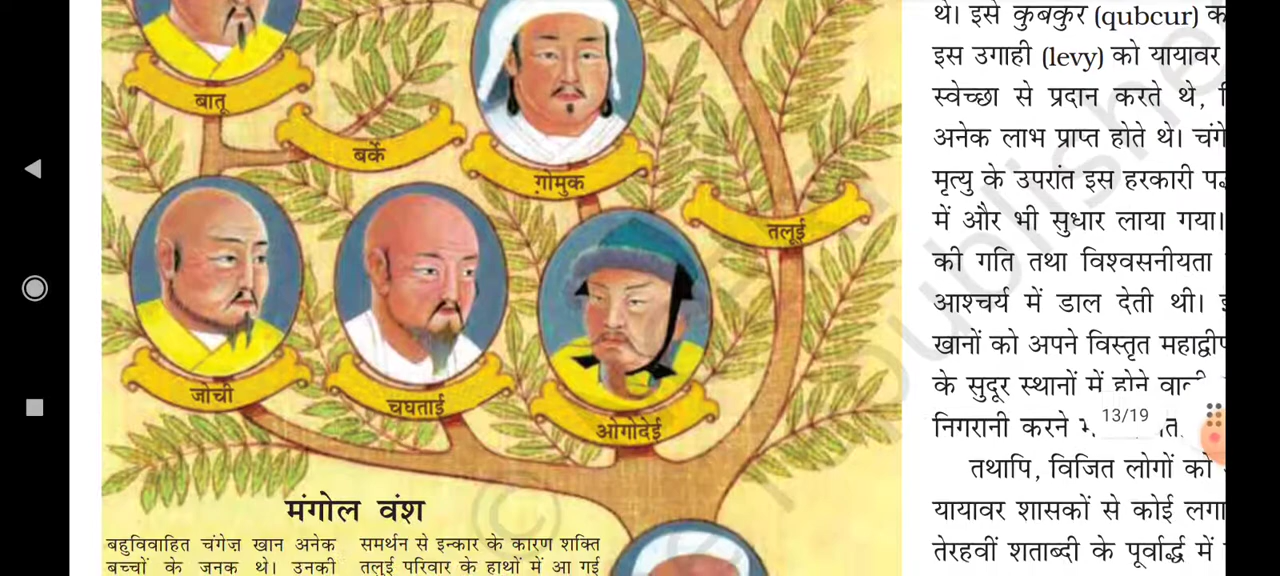 बातू
बर्के
ग़ोमुक
तलूई
जोची
चघताई
ओगोदेई
मंगोल वंश
बहुविवाहित चंगेज़ खान अनेक
बच्चों के जनक थे। उनकी
समर्थन से इन्कार के कारण शक्ति
तलूई परिवार के हाथों में आ गई
थे। इसे कुबकुर (qubcur) क
इस उगाही (levy) को यायावर
स्वेच्छा से प्रदान करते थे,
अनेक लाभ प्राप्त होते थे। चंगे
मृत्यु के उपरांत इस हरकारी
में और भी सुधार लाया गया।
की गति तथा विश्वसनीयता
आश्चर्य में डाल देती थी।
खानों को अपने विस्तृत महाद्वीप
के सुदूर स्थानों में होने
निगरानी करने
13/19
तथापि, विजित लोगों को
यायावर शासकों से कोई लगा
तेरहवीं शताब्दी के पूर्वार्द्ध में